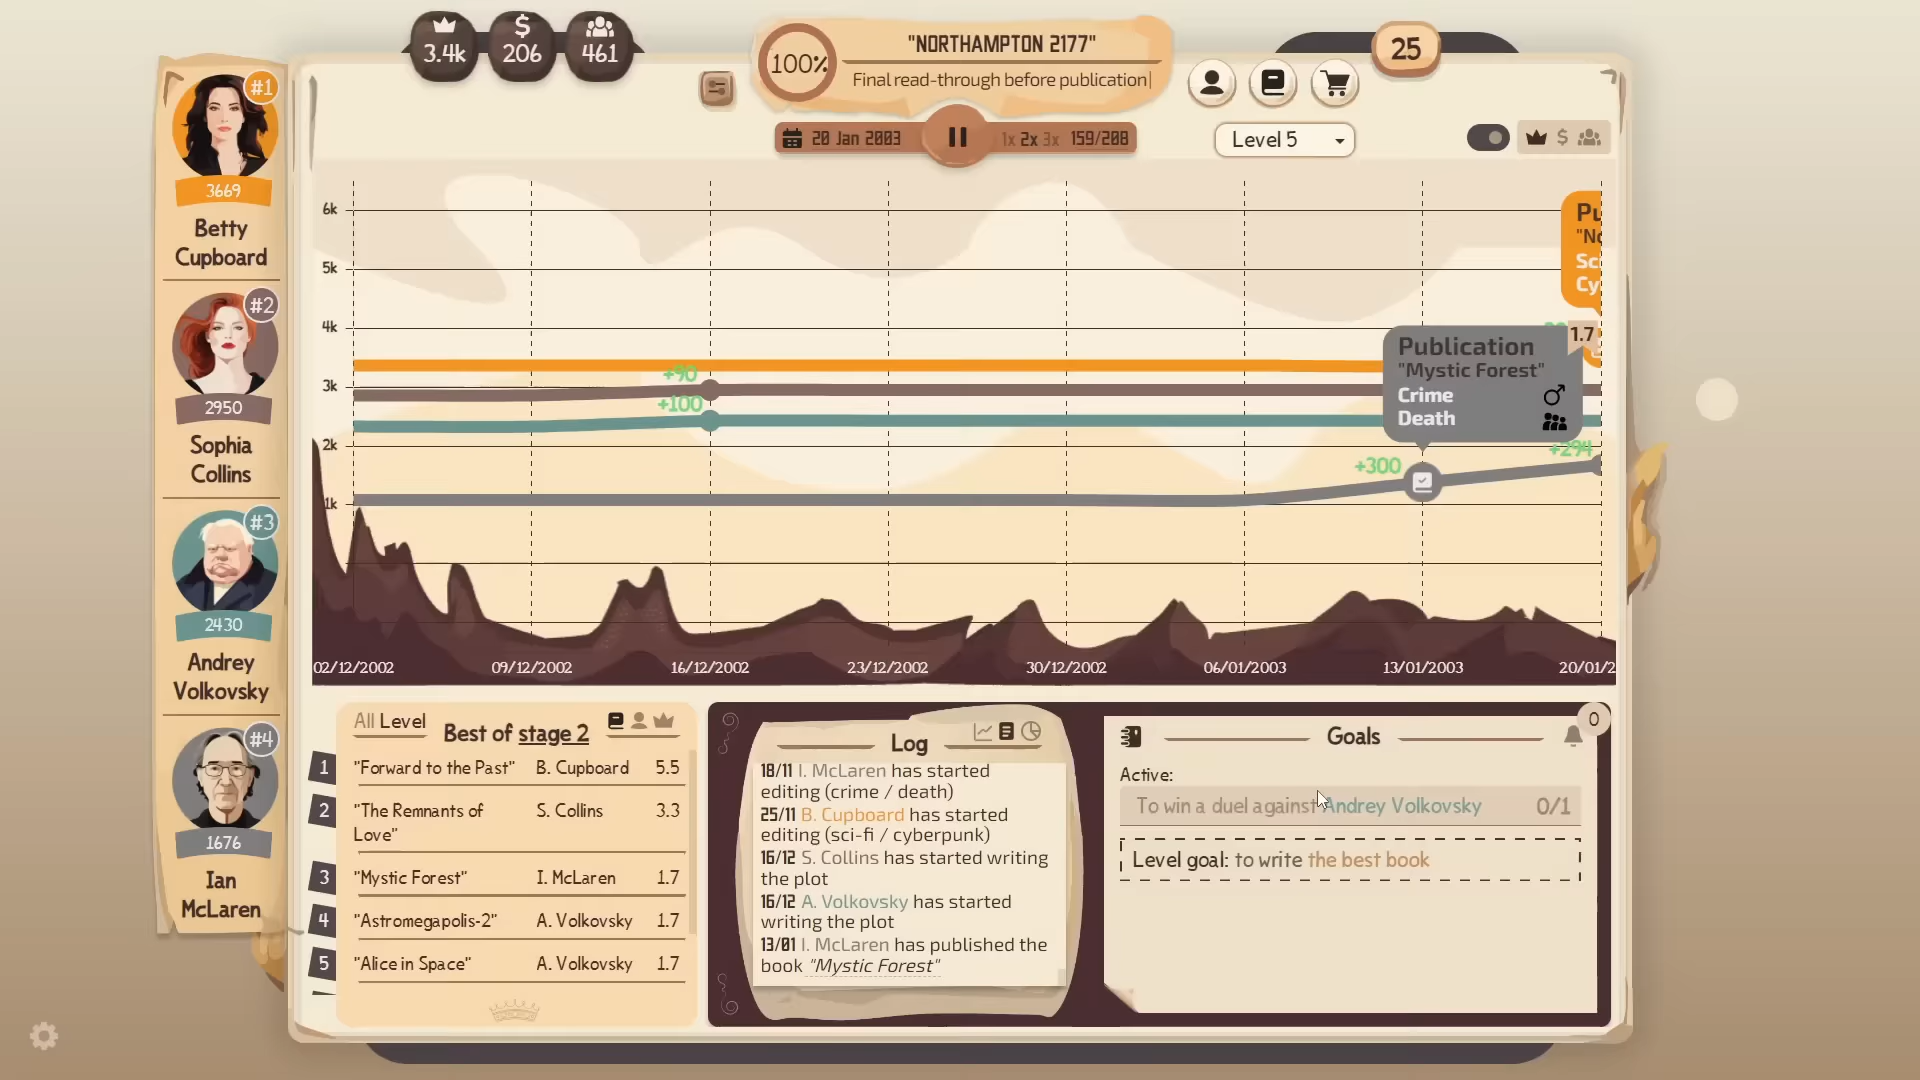 3.4k
206
461
100%
"NORTHAMPTON 2177"
Final read-through before publication
25
20 Jan 2003
1x 2x 3x 159/208
Level 5
#1
3669
Betty
Cupboard
#2
2950
Sophia
Collins
#3
2430
Andrey
Volkovsky
#4
1676
Ian
McLaren
6k
5k
4k
3k
2k
1k
+90
+100
+300
+294
Publication
"Mystic Forest"
Crime
Death
1.7
Pu
"No
Sc
Cy
02/12/2002
09/12/2002
16/12/2002
23/12/2002
30/12/2002
06/01/2003
13/01/2003
20/01/2
All Level
Best of stage 2
1 "Forward to the Past" B. Cupboard 5.5
2 "The Remnants of Love" S. Collins 3.3
3 "Mystic Forest" I. McLaren 1.7
4 "Astromegapolis-2" A. Volkovsky 1.7
5 "Alice in Space" A. Volkovsky 1.7
Log
18/11 I. McLaren has started
editing (crime / death)
25/11 B. Cupboard has started
editing (sci-fi / cyberpunk)
16/12 S. Collins has started writing
the plot
16/12 A. Volkovsky has started
writing the plot
13/01 I. McLaren has published the
book "Mystic Forest"
Goals
0
Active:
To win a duel against Andrey Volkovsky 0/1
Level goal: to write the best book